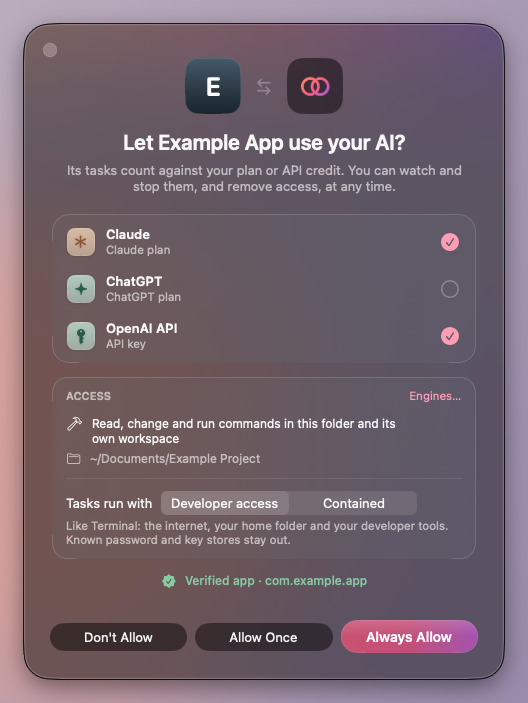 E
Let Example App use your AI?
Its tasks count against your plan or API credit. You can watch and
stop them, and remove access, at any time.
Claude
Claude plan
ChatGPT
ChatGPT plan
OpenAI API
API key
ACCESS
Engines...
Read, change and run commands in this folder and its
own workspace
~/Documents/Example Project
Tasks run with
Developer access
Contained
Like Terminal: the internet, your home folder and your developer tools.
Known password and key stores stay out.
Verified app · com.example.app
Don't Allow
Allow Once
Always Allow